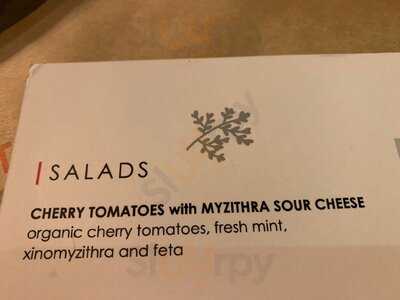 SALADS
CHERRY TOMATOES with MYZITHRA SOUR CHEESE
organic cherry tomatoes, fresh mint,
xinomyzithra and feta